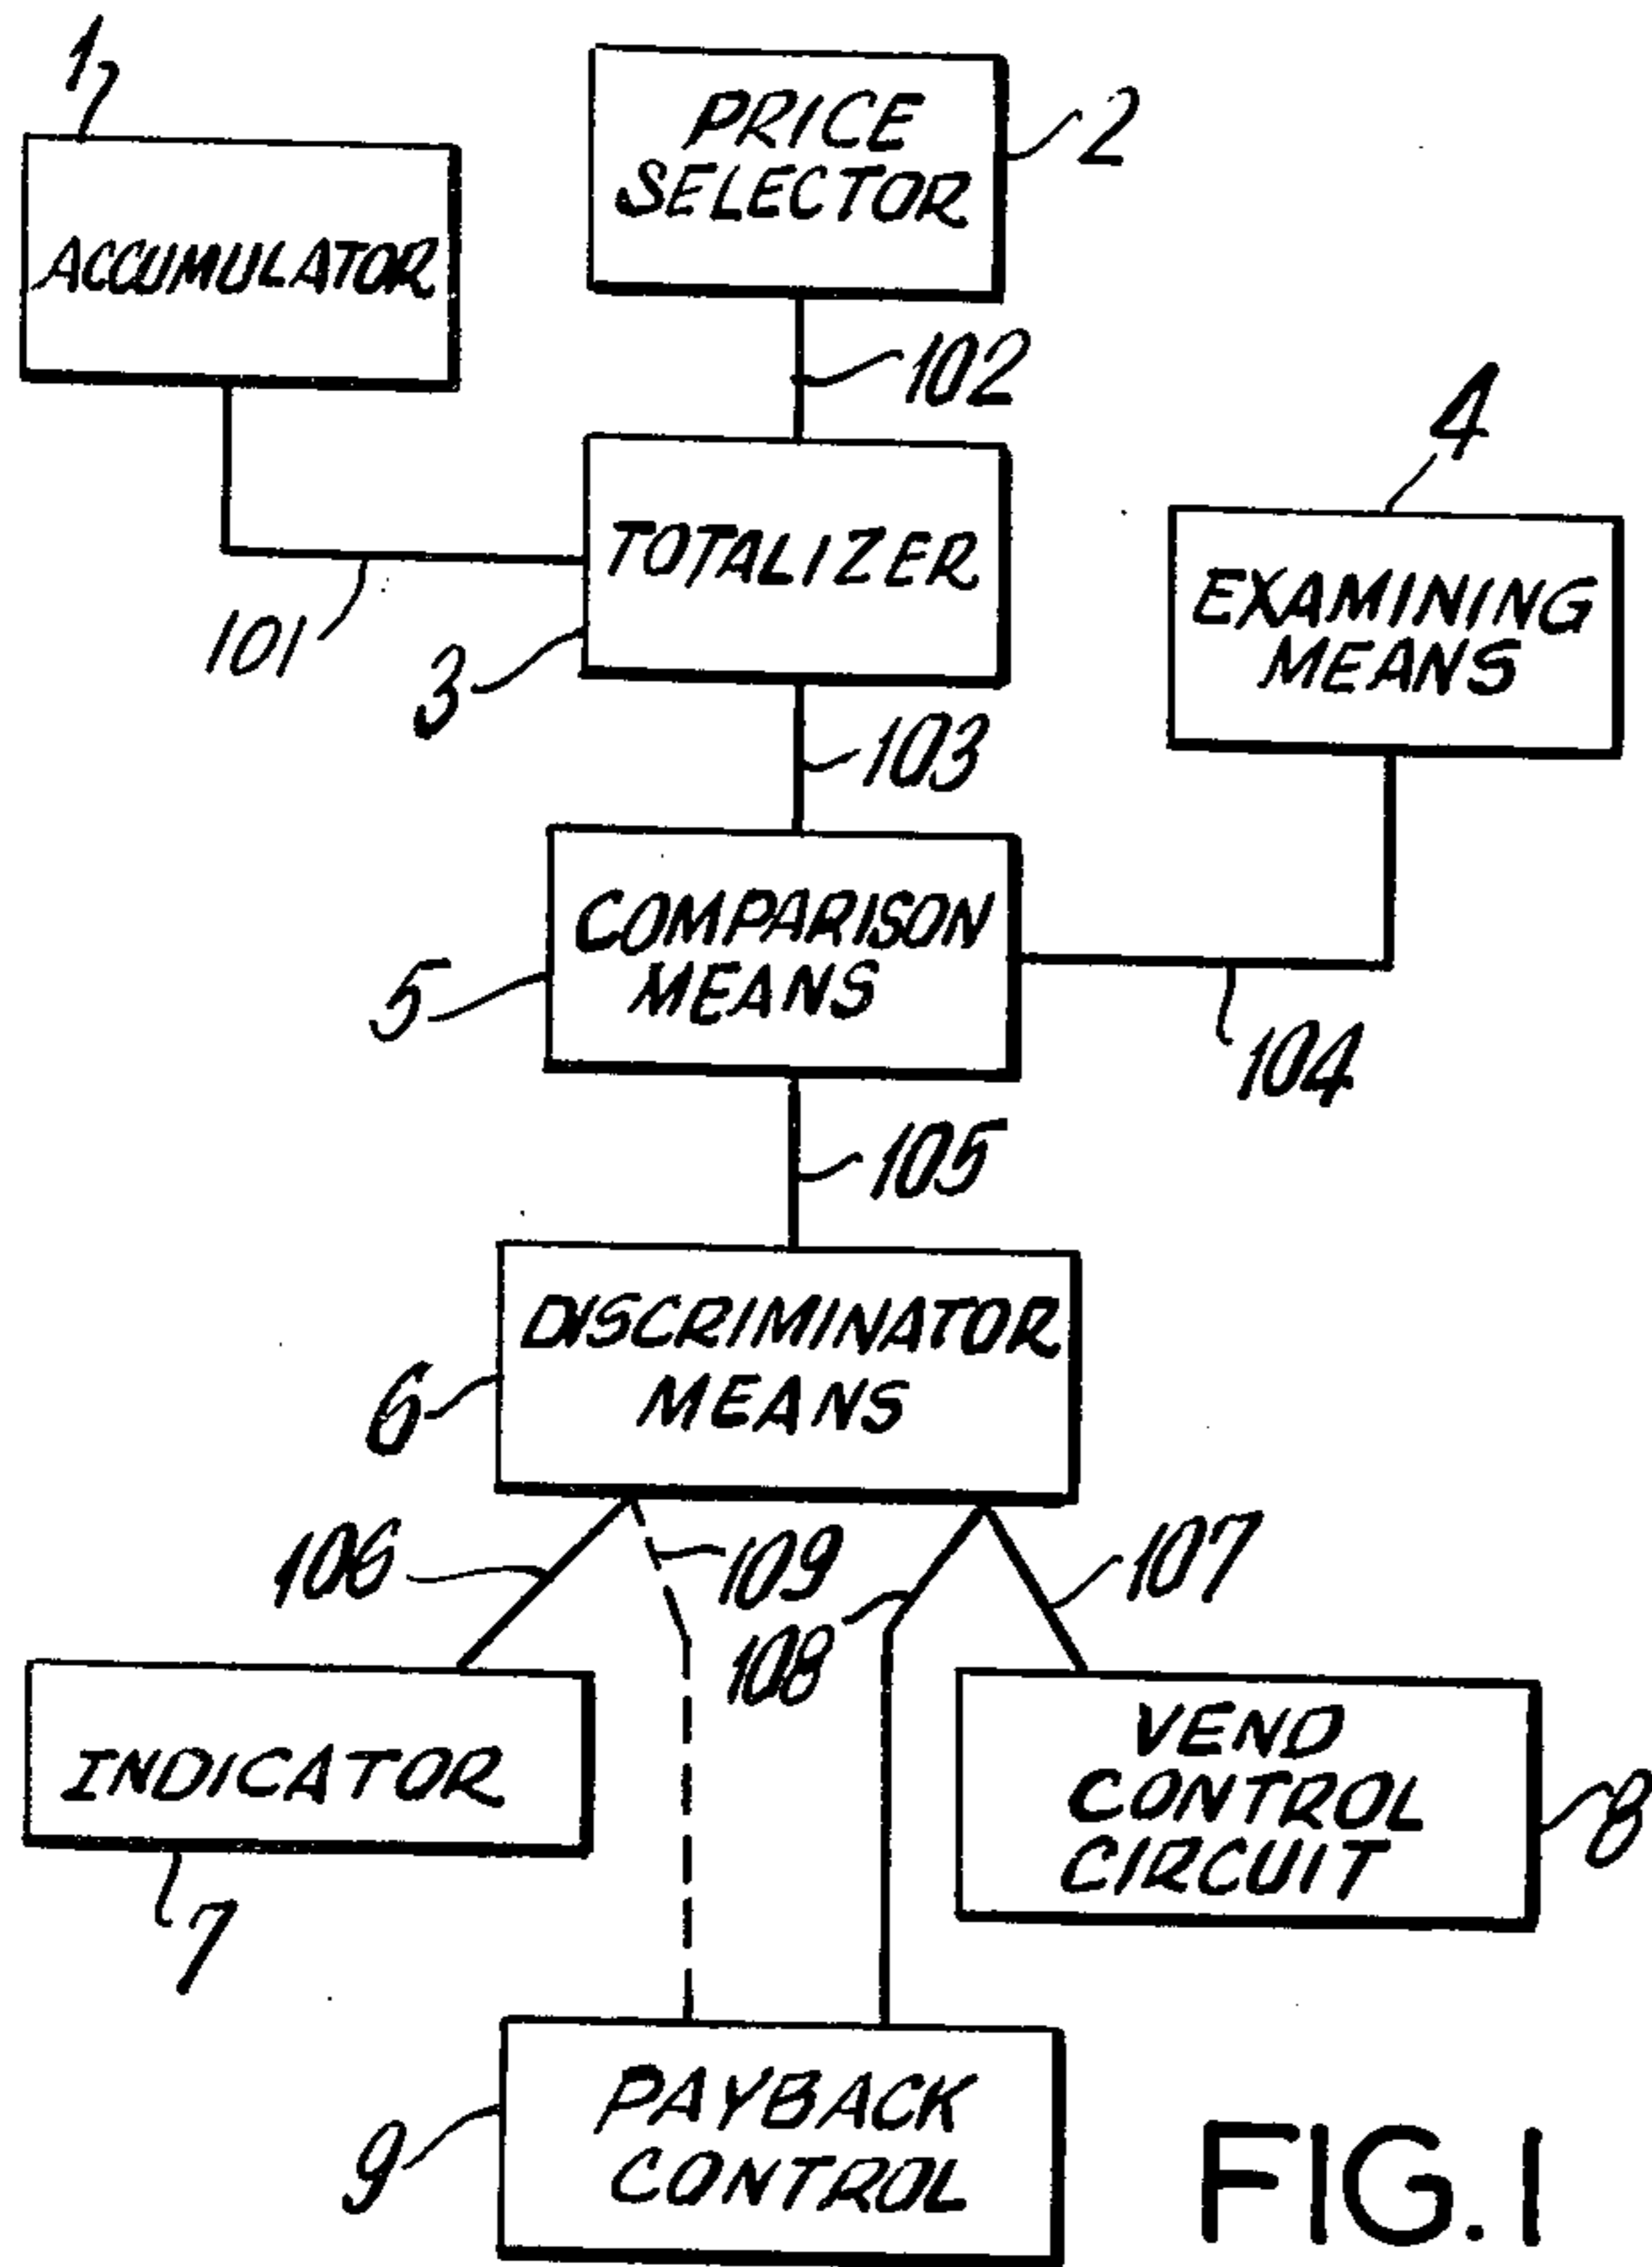 1
PRICE
SELECTOR
2
ACCUMULATOR
102
4
TOTALIZER
EXAMINING
MEANS
101
3
103
COMPARISON
MEANS
5
104
105
DISCRIMINATOR
MEANS
6
106
109
107
108
INDICATOR
VEND
CONTROL
CIRCUIT
8
7
PAYBACK
CONTROL
9
FIG. 1